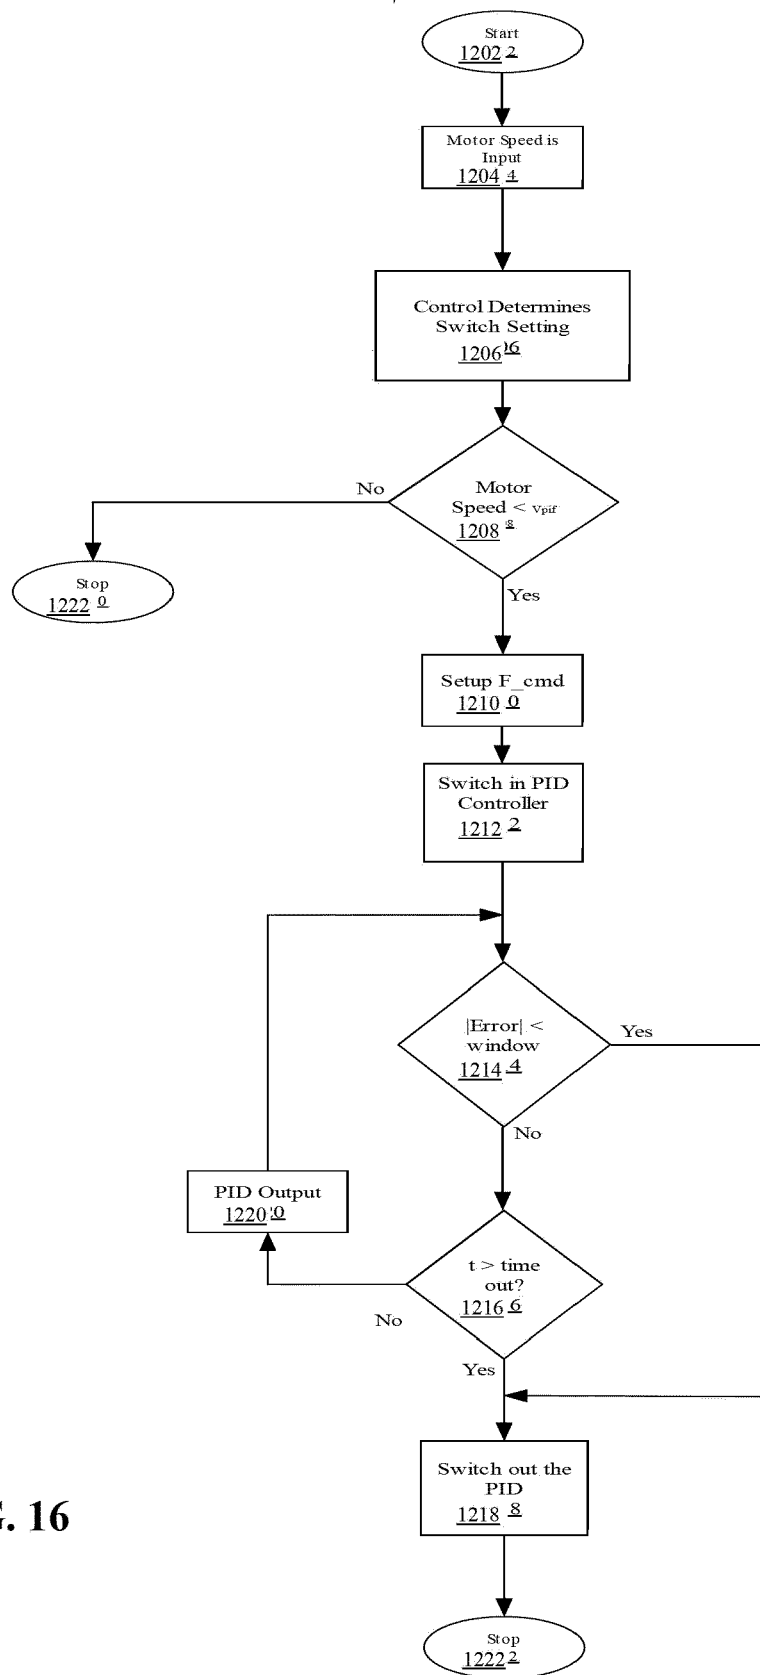 Start
1202 2
Motor Speed is
Input
1204 4
Control Determines
Switch Setting
1206 16
Motor
Speed < Vpif
1208 8
No
Stop
1222 0
Yes
Setup F_cmd
1210 0
Switch in PID
Controller
1212 2
|Error| <
window
1214 4
Yes
No
PID Output
1220 0
t > time
out?
1216 6
No
Yes
Switch out the
PID
1218 8
. 16
Stop
1222 2